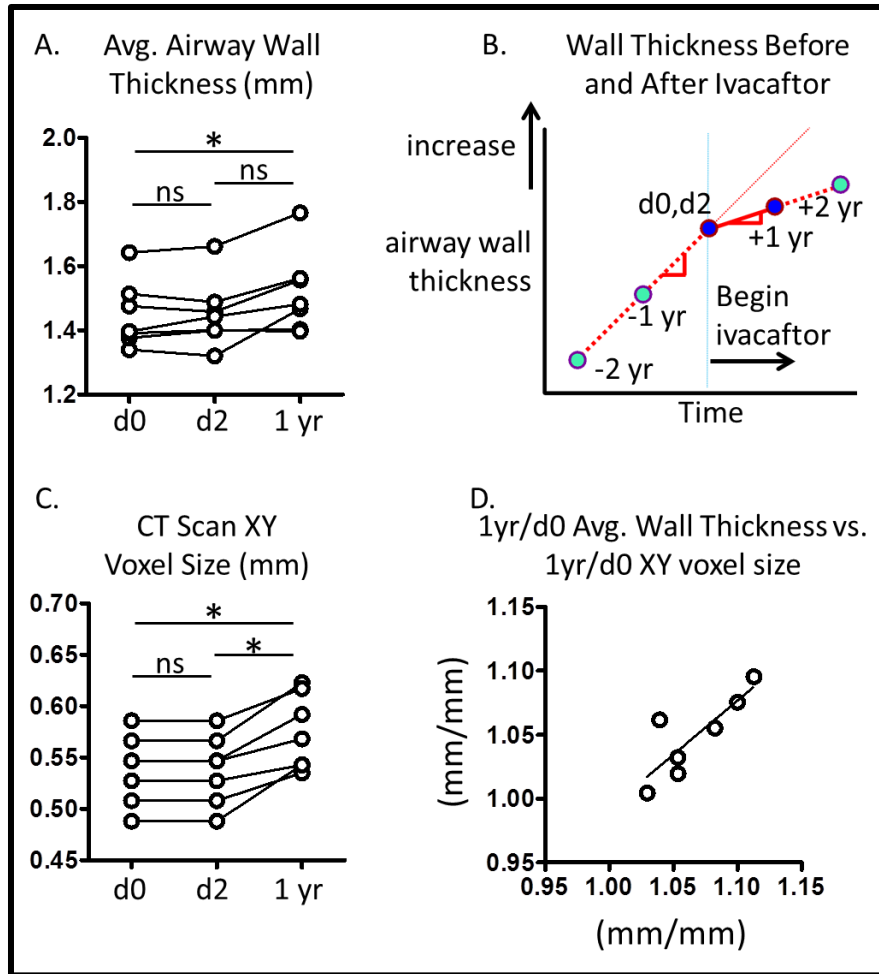 A.
Avg. Airway Wall
Thickness (mm)
2.0
1.8
1.6
1.4
1.2
*
ns
ns
d0
d2
1 yr
B.
Wall Thickness Before
and After Ivacaftor
increase
airway wall
thickness
d0,d2
+2 yr
+1 yr
-1 yr
-2 yr
Begin
ivacaftor
Time
C.
CT Scan XY
Voxel Size (mm)
0.70
0.65
0.60
0.55
0.50
0.45
*
ns
*
d0
d2
1 yr
D.
1yr/d0 Avg. Wall Thickness vs.
1yr/d0 XY voxel size
1.15
1.10
1.05
1.00
0.95
(mm/mm)
0.95 1.00 1.05 1.10 1.15
(mm/mm)